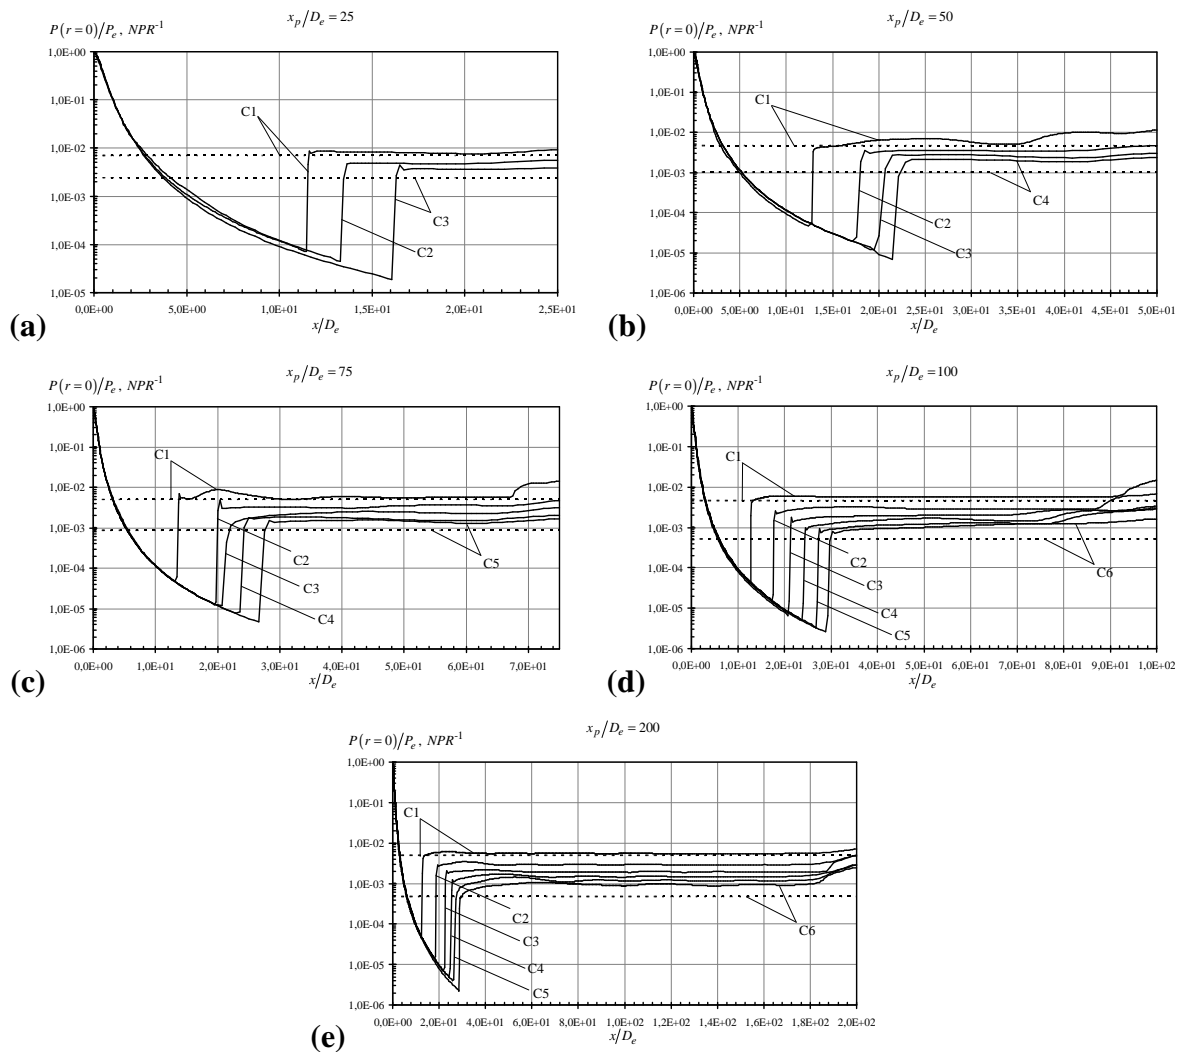 x_p/D_e = 25
P(r = 0)/P_e , NPR^-1
1,0E+00
1,0E-01
1,0E-02
1,0E-03
1,0E-04
1,0E-05
C1
C3
C2
0,0E+00 5,0E+00 1,0E+01 1,5E+01 2,0E+01 2,5E+01
x/D_e
(a)
x_p/D_e = 50
P(r = 0)/P_e , NPR^-1
1,0E+00
1,0E-01
1,0E-02
1,0E-03
1,0E-04
1,0E-05
1,0E-06
C1
C4
C2
C3
0,0E+00 5,0E+00 1,0E+01 1,5E+01 2,0E+01 2,5E+01 3,0E+01 3,5E+01 4,0E+01 4,5E+01 5,0E+01
x/D_e
(b)
x_p/D_e = 75
P(r = 0)/P_e , NPR^-1
1,0E+00
1,0E-01
1,0E-02
1,0E-03
1,0E-04
1,0E-05
1,0E-06
C1
C2
C5
C3
C4
0,0E+00 1,0E+01 2,0E+01 3,0E+01 4,0E+01 5,0E+01 6,0E+01 7,0E+01
x/D_e
(c)
x_p/D_e = 100
P(r = 0)/P_e , NPR^-1
1,0E+00
1,0E-01
1,0E-02
1,0E-03
1,0E-04
1,0E-05
1,0E-06
C1
C2
C6
C3
C4
C5
0,0E+00 1,0E+01 2,0E+01 3,0E+01 4,0E+01 5,0E+01 6,0E+01 7,0E+01 8,0E+01 9,0E+01 1,0E+02
x/D_e
(d)
x_p/D_e = 200
P(r = 0)/P_e , NPR^-1
1,0E+00
1,0E-01
1,0E-02
1,0E-03
1,0E-04
1,0E-05
1,0E-06
C1
C2
C6
C3
C4
C5
0,0E+00 2,0E+01 4,0E+01 6,0E+01 8,0E+01 1,0E+02 1,2E+02 1,4E+02 1,6E+02 1,8E+02 2,0E+02
x/D_e
(e)